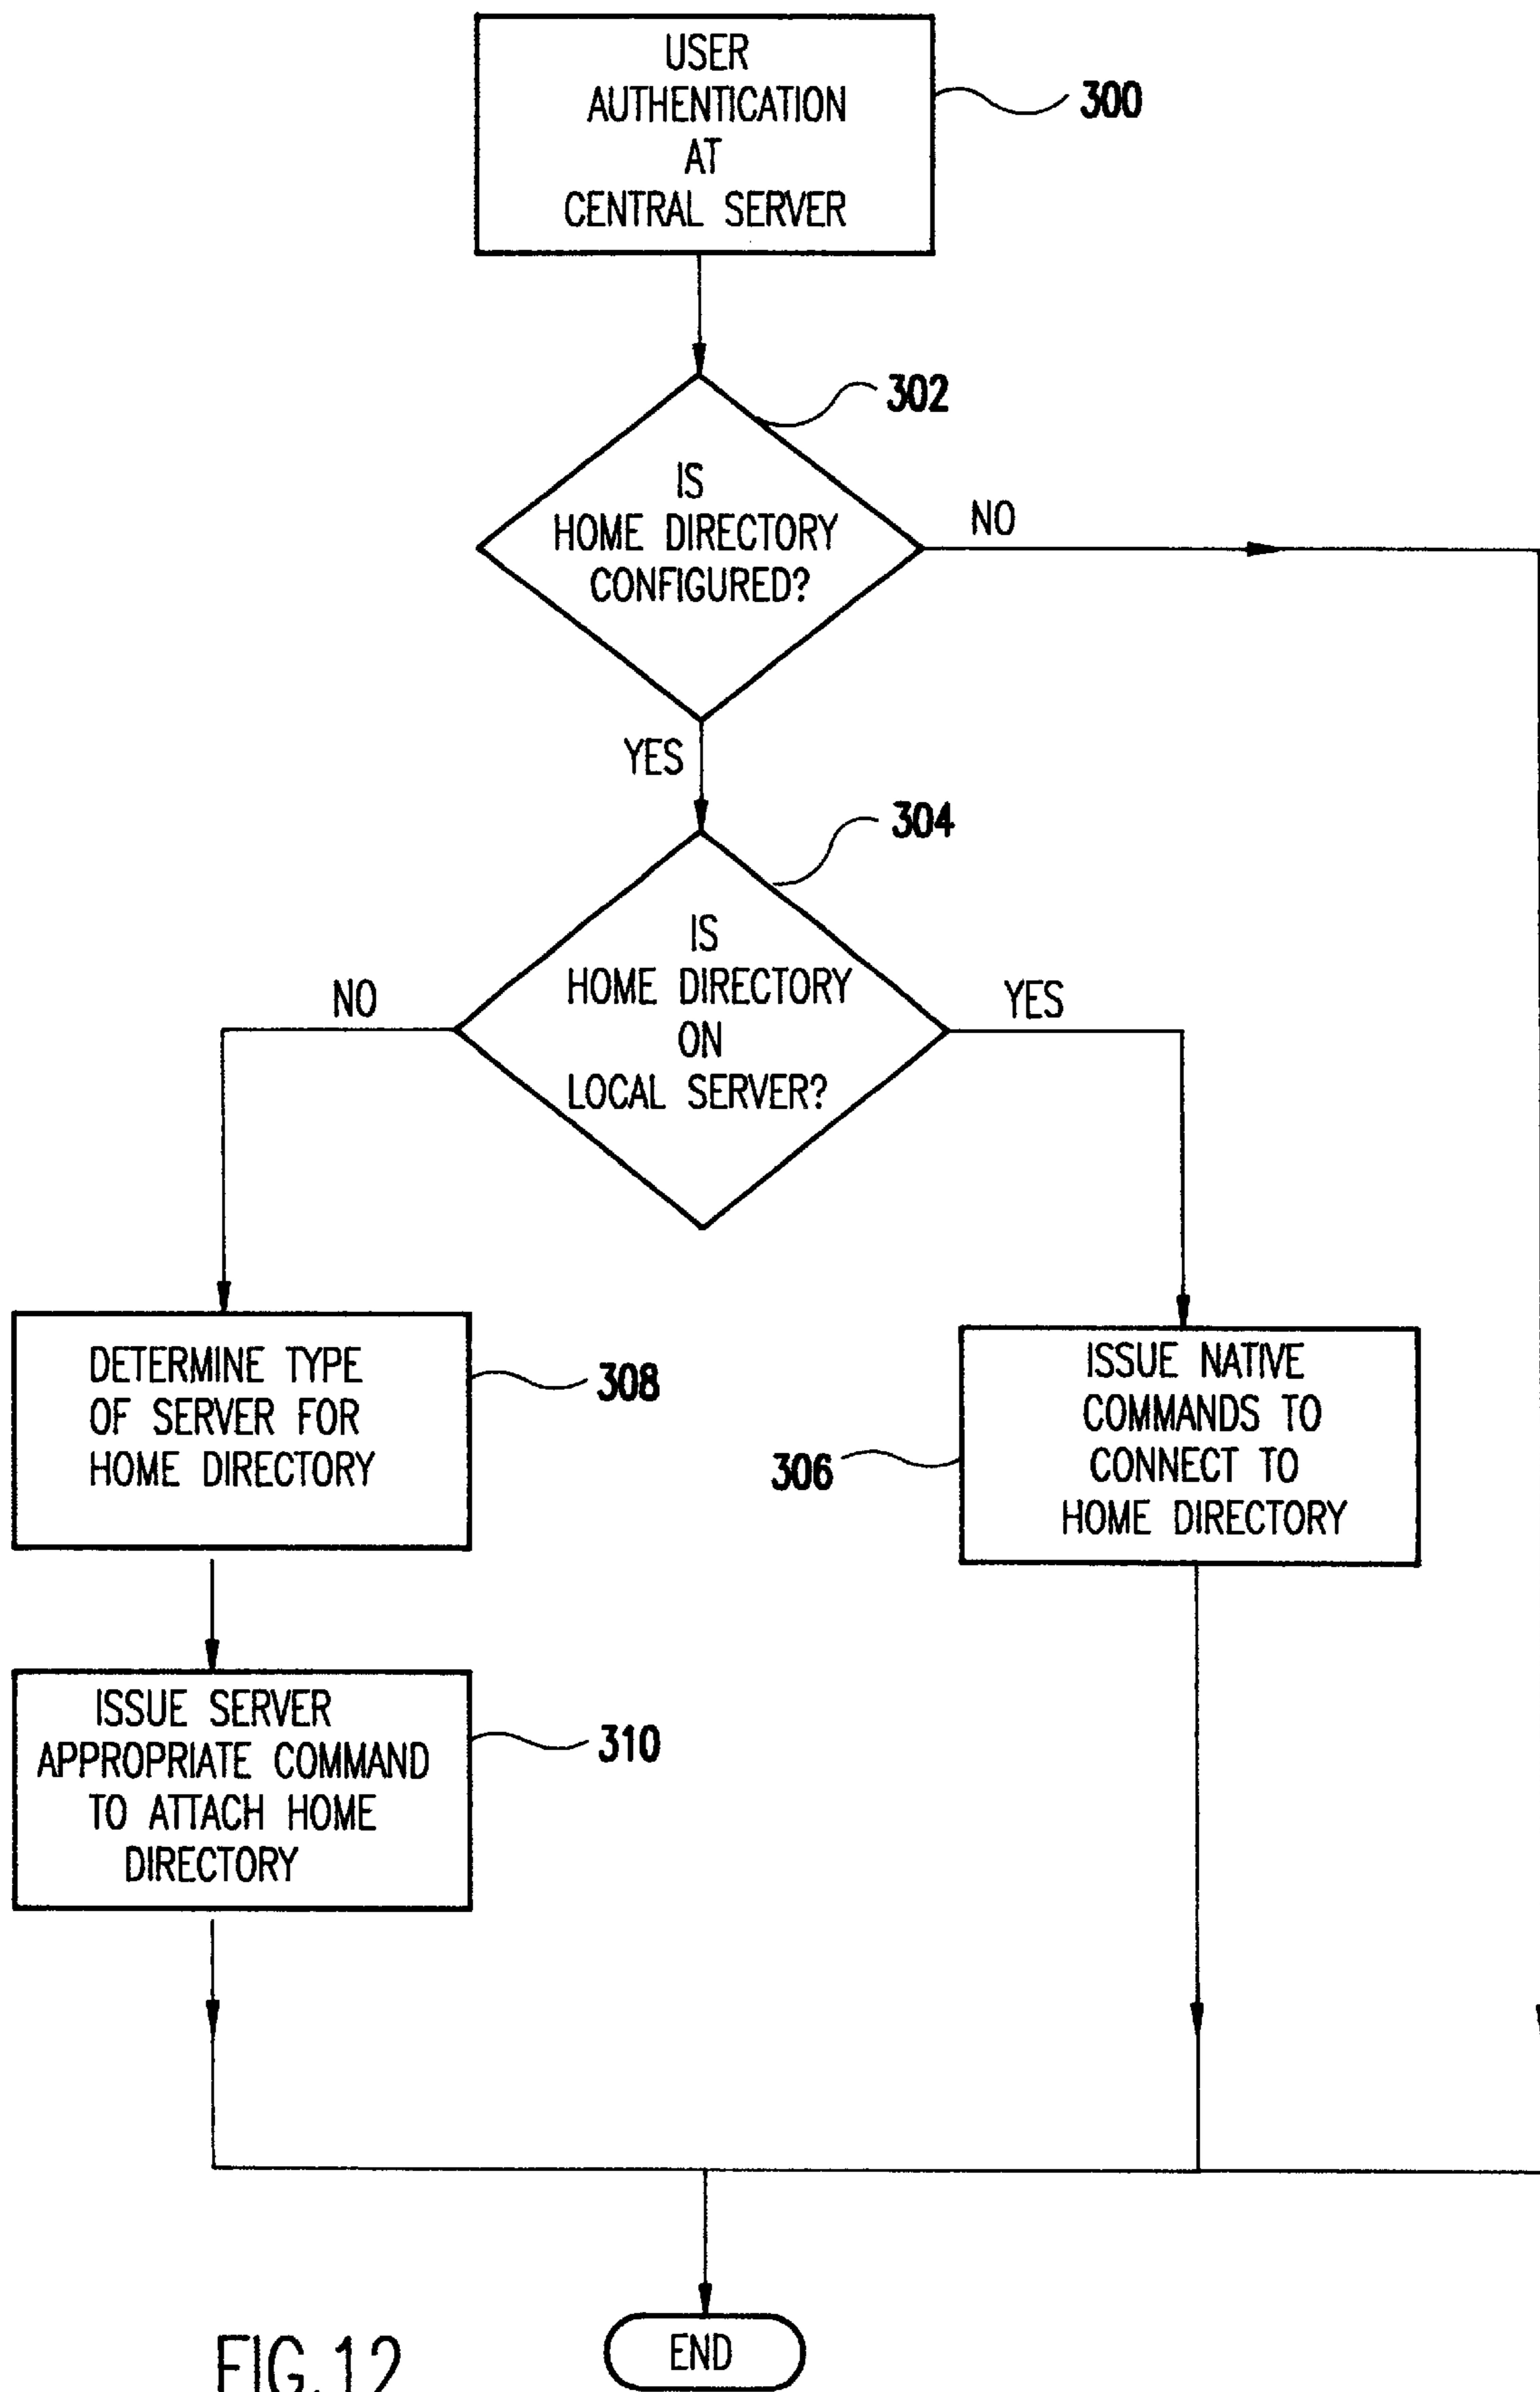 USER
AUTHENTICATION
AT
CENTRAL SERVER
300
302
IS
HOME DIRECTORY
CONFIGURED?
NO
YES
304
IS
HOME DIRECTORY
ON
LOCAL SERVER?
NO
YES
DETERMINE TYPE
OF SERVER FOR
HOME DIRECTORY
308
ISSUE NATIVE
COMMANDS TO
CONNECT TO
HOME DIRECTORY
306
ISSUE SERVER
APPROPRIATE COMMAND
TO ATTACH HOME
DIRECTORY
310
END
FIG.12